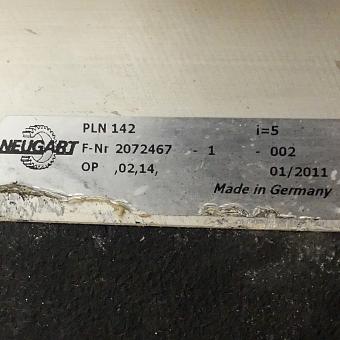 NEUGART
PLN 142 i=5
F-Nr 2072467 - 1 - 002
OP ,02,14, 01/2011
Made in Germany